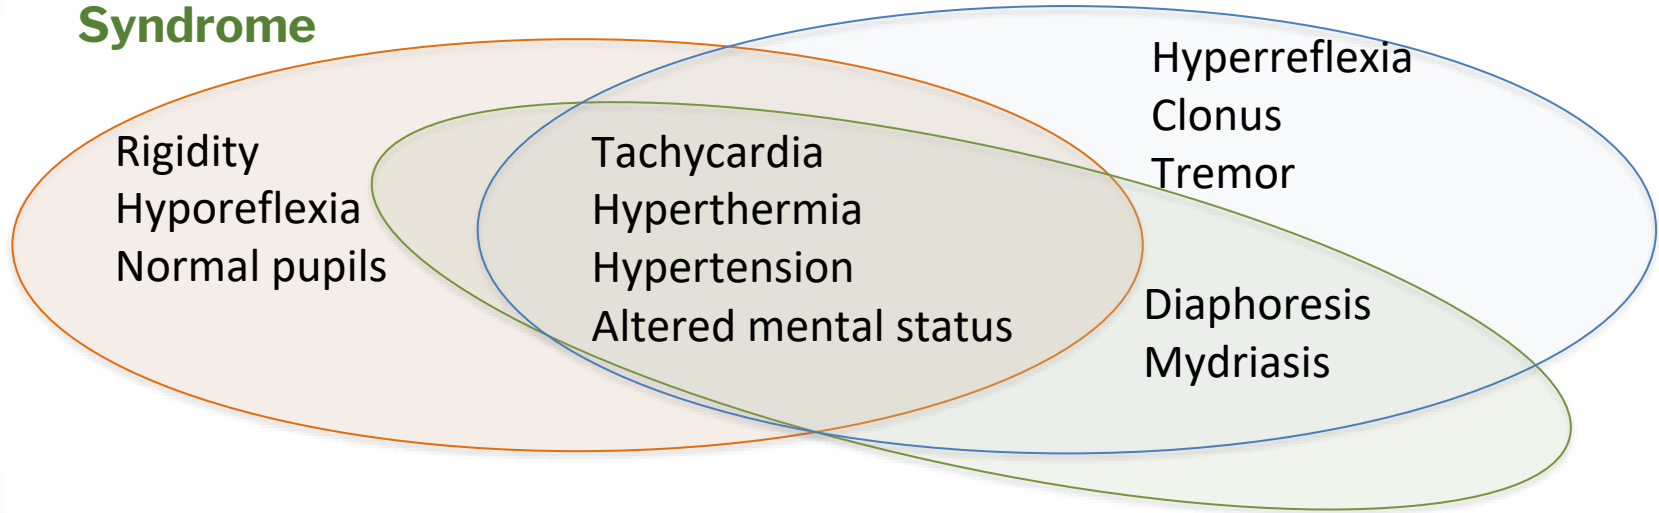 Syndrome
Rigidity
Hyporeflexia
Normal pupils
Tachycardia
Hyperthermia
Hypertension
Altered mental status
Hyperreflexia
Clonus
Tremor
Diaphoresis
Mydriasis